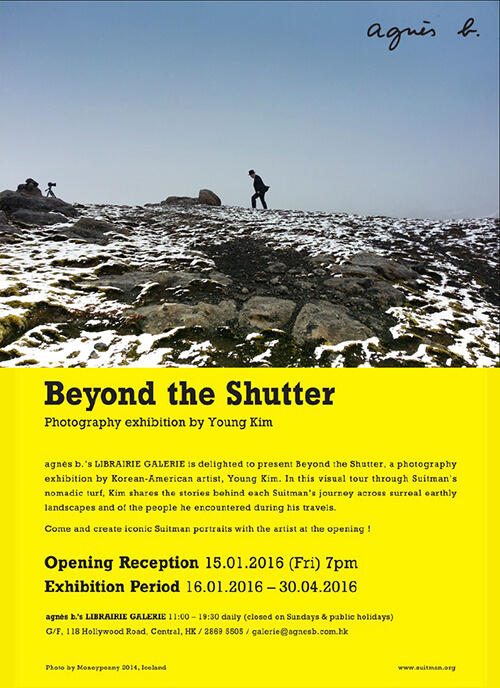 agnès b.
Beyond the Shutter
Photography exhibition by Young Kim
agnès b.'s LIBRAIRIE GALERIE is delighted to present Beyond the Shutter, a photography
exhibition by Korean-American artist, Young Kim. In this visual tour through Suitman's
nomadic turf, Kim shares the stories behind each Suitman's journey across surreal earthly
landscapes and of the people he encountered during his travels.
Come and create iconic Suitman portraits with the artist at the opening !
Opening Reception 15.01.2016 (Fri) 7pm
Exhibition Period 16.01.2016 – 30.04.2016
agnès b.'s LIBRAIRIE GALERIE 11:00 – 19:30 daily (closed on Sundays & public holidays)
G/F, 118 Hollywood Road, Central, HK / 2869 5505 / galerie@agnesb.com.hk
Photo by Moneypenny 2014, Iceland
www.suitman.org